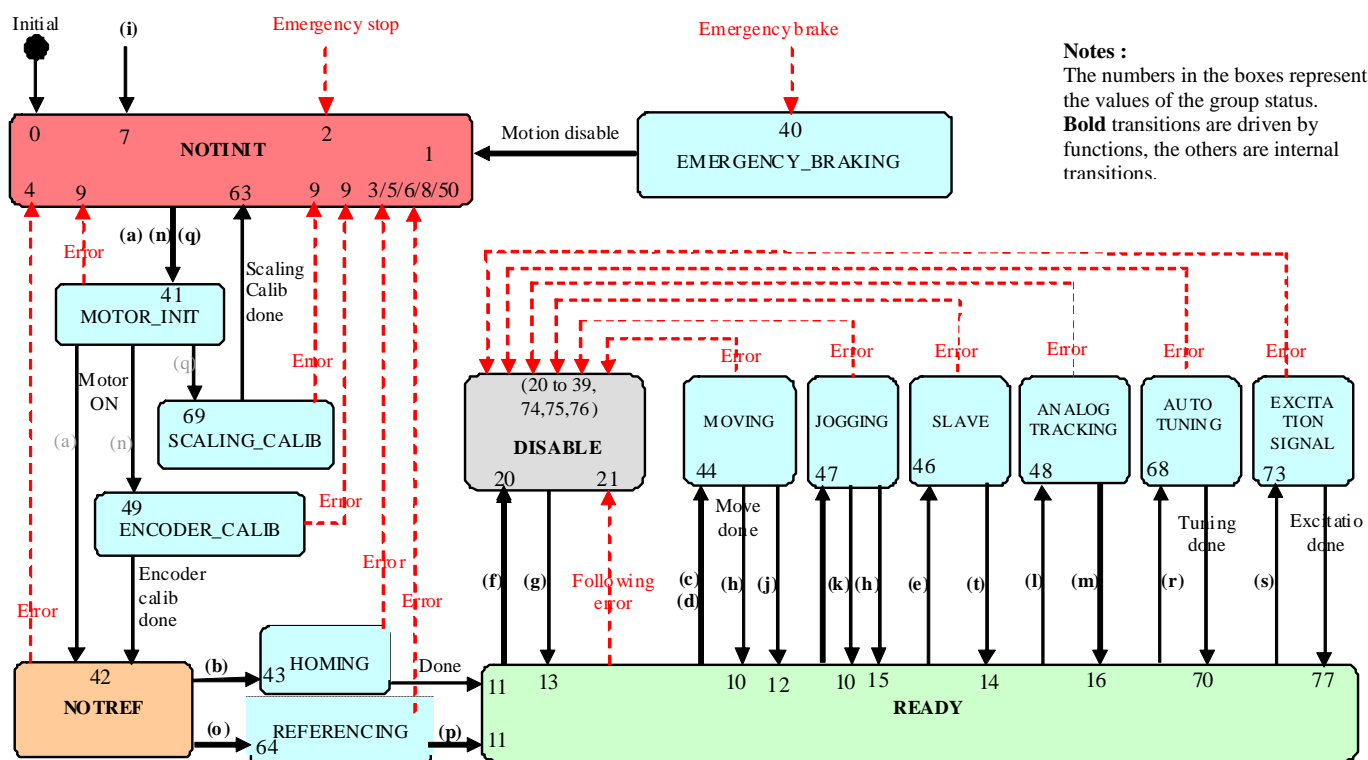 Initial
(i)
Emergency stop
Emergency brake
Notes :
The numbers in the boxes represent
the values of the group status.
Bold transitions are driven by
functions, the others are internal
transitions.
0
7
2
NOTINIT
1
4
9
63
9
9
3/5/6/8/50
Motion disable
40
EMERGENCY_BRAKING
Error
(a) (n) (q)
Scaling
Calib
done
41
MOTOR_INIT
(q)
Motor
ON
(a)
(n)
69
SCALING_CALIB
Error
49
ENCODER_CALIB
Error
Encoder
calib
done
Error
Error
Error
(20 to 39,
74,75,76 )
DISABLE
20
21
Error
MOVING
44
Error
JOGGING
47
Error
SLAVE
46
Error
ANALOG
TRACKING
48
Error
AUTO
TUNING
68
Error
EXCITA
TION
SIGNAL
73
(f)
(g)
Following
error
(c)
(d)
Move
done
(h)
(j)
(k)
(h)
(e)
(t)
(l)
(m)
(r)
Tuning
done
(s)
Excitatio
done
42
NOTREF
(b)
43
HOMING
Done
(o)
64
REFERENCING
(p)
11
13
10
12
10
15
14
16
70
77
READY
11